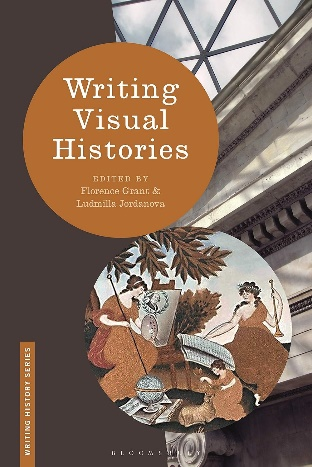 Writing
Visual
Histories
EDITED BY
Florence Grant &
Ludmilla Jordanova
WRITING HISTORY SERIES
BLOOMSBURY